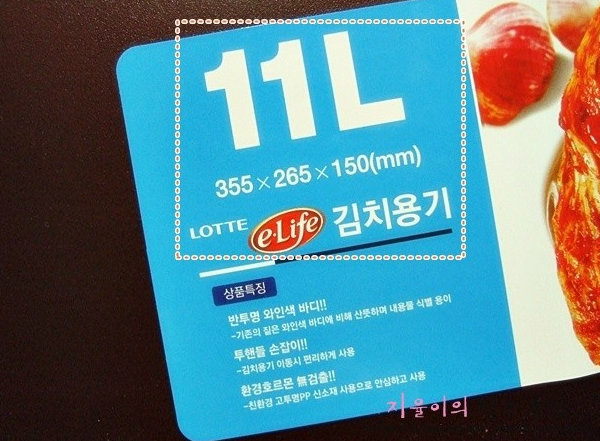 11L
355×265×150(mm)
LOTTE e·Life 김치용기
상품특징
반투명 와인색 바디!!
-기존의 짙은 와인색 바디에 비해 산뜻하며 내용물 식별 용이
투핸들 손잡이!!
-김치용기 이동시 편리하게 사용
환경호르몬 無검출!!
-친환경 고투명PP 신소재 사용으로 안심하고 사용
지율이의